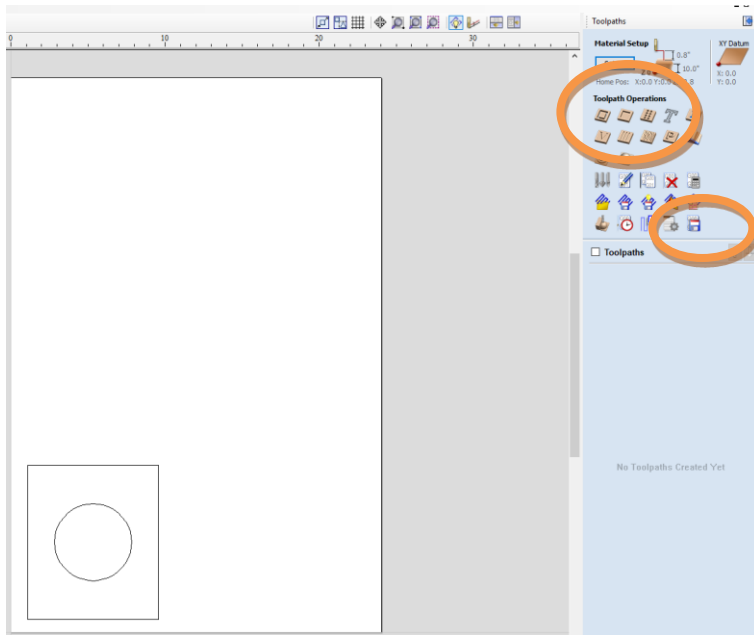 Toolpaths
0 10 20 30
Material Setup
0.8"
10.0"
XY Datum
X: 0.0
Y: 0.0
Home Pos: X:0.0 Y:0.0
Toolpath Operations
Toolpaths
No Toolpaths Created Yet